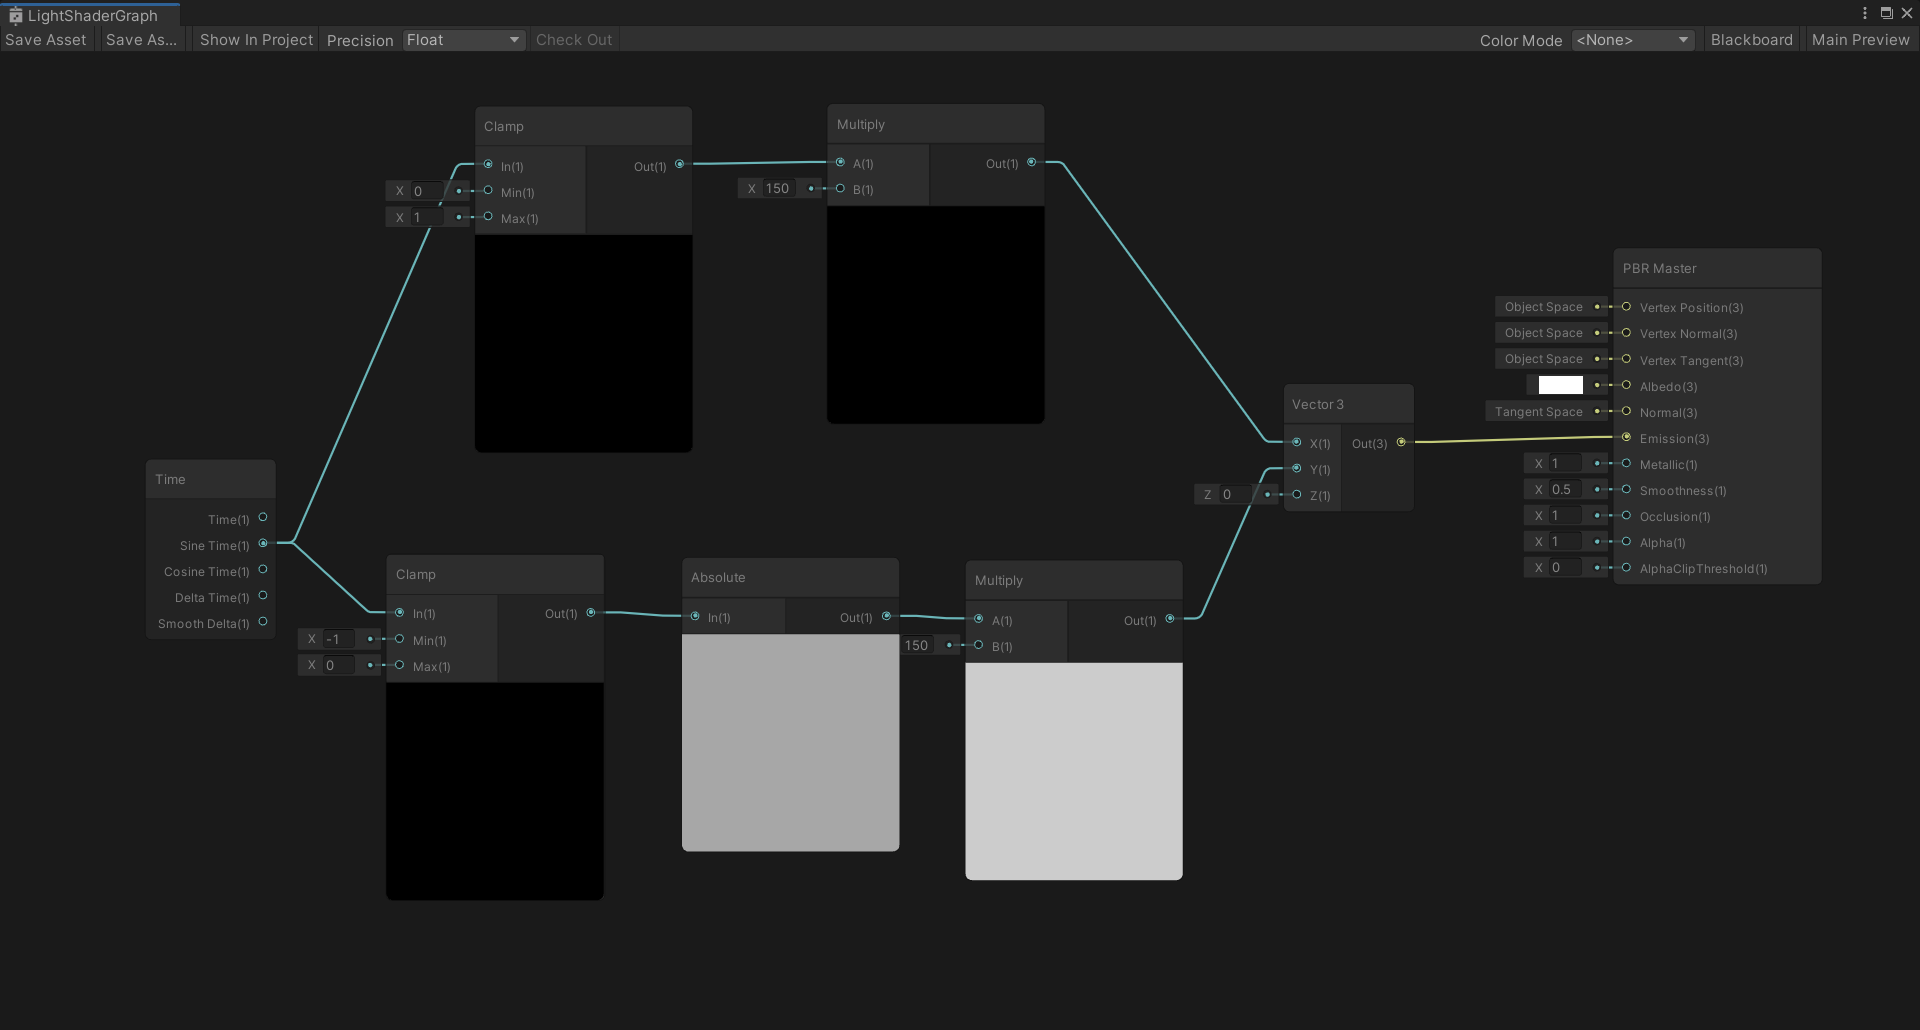 LightShaderGraph
Save Asset Save As... Show In Project Precision Float Check Out Color Mode <None> Blackboard Main Preview
Clamp
In(1) Out(1)
X 0 Min(1)
X 1 Max(1)
Multiply
A(1) Out(1)
X 150 B(1)
PBR Master
Object Space Vertex Position(3)
Object Space Vertex Normal(3)
Object Space Vertex Tangent(3)
Albedo(3)
Tangent Space Normal(3)
Emission(3)
X 1 Metallic(1)
X 0.5 Smoothness(1)
X 1 Occlusion(1)
X 1 Alpha(1)
X 0 AlphaClipThreshold(1)
Vector 3
X(1) Out(3)
Y(1)
Z 0 Z(1)
Time
Time(1)
Sine Time(1)
Cosine Time(1)
Delta Time(1)
Smooth Delta(1)
Clamp
In(1) Out(1)
X -1 Min(1)
X 0 Max(1)
Absolute
In(1) Out(1)
Multiply
A(1) Out(1)
150 B(1)